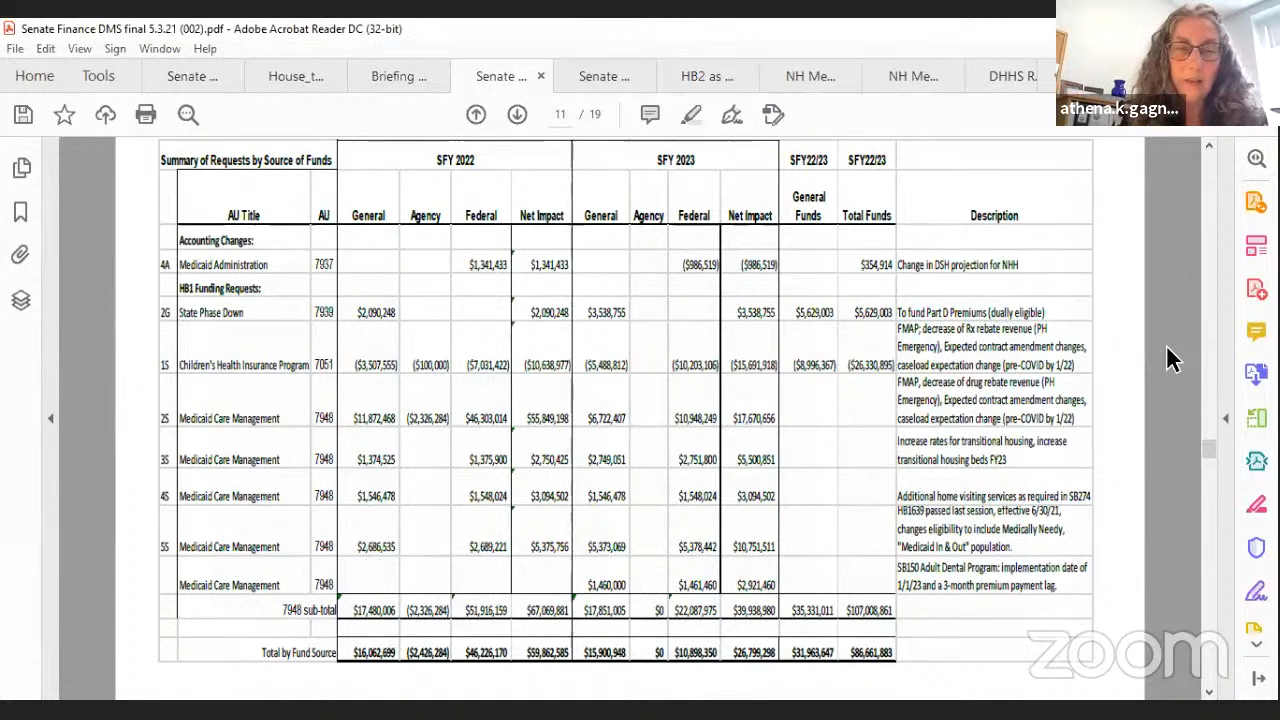 Senate Finance DMS final 5.3.21 (002).pdf - Adobe Acrobat Reader DC (32-bit)
File Edit View Sign Window Help
Home Tools Senate ... House_t... Briefing ... Senate ... × Senate ... HB2 as ... NH Me... NH Me... DHHS R.
11 / 19
athena.k.gagn...
Summary of Requests by Source of Funds SFY 2022 SFY 2023 SFY22/23 SFY22/23
AU Title AU General Agency Federal Net Impact General Agency Federal Net Impact General Funds Total Funds Description
Accounting Changes:
4A Medicaid Administration 7937 $1,341,433 $1,341,433 ($986,519) ($986,519) $354,914 Change in DSH projection for NHH
HB1 Funding Requests:
2G State Phase Down 7939 $2,090,248 $2,090,248 $3,538,755 $3,538,755 $5,629,003 $5,629,003 To fund Part D Premiums (dually eligible)
FMAP; decrease of Rx rebate revenue (PH
Emergency), Expected contract amendment changes,
1S Children's Health Insurance Program 7051 ($3,507,555) ($100,000) ($7,031,422) ($10,638,977) ($5,488,812) ($10,203,106) ($15,691,918) ($8,996,367) ($26,330,895) caseload expectation change (pre-COVID by 1/22)
FMAP, decrease of drug rebate revenue (PH
Emergency), Expected contract amendment changes,
2S Medicaid Care Management 7948 $11,872,468 ($2,326,284) $46,303,014 $55,849,198 $6,722,407 $10,948,249 $17,670,656 caseload expectation change (pre-COVID by 1/22)
Increase rates for transitional housing, increase
3S Medicaid Care Management 7948 $1,374,525 $1,375,900 $2,750,425 $2,749,051 $2,751,800 $5,500,851 transitional housing beds FY23
4S Medicaid Care Management 7948 $1,546,478 $1,548,024 $3,094,502 $1,546,478 $1,548,024 $3,094,502 Additional home visiting services as required in SB274
HB1639 passed last session, effective 6/30/21,
changes eligibility to include Medically Needy,
5S Medicaid Care Management 7948 $2,686,535 $2,689,221 $5,375,756 $5,373,069 $5,378,442 $10,751,511 "Medicaid In & Out" population.
SB150 Adult Dental Program: implementation date of
Medicaid Care Management 7948 $1,460,000 $1,461,460 $2,921,460 1/1/23 and a 3-month premium payment lag.
7948 sub-total $17,480,006 ($2,326,284) $51,916,159 $67,069,881 $17,851,005 $0 $22,087,975 $39,938,980 $35,331,011 $107,008,861
Total by Fund Source $16,062,699 ($2,426,284) $46,226,170 $59,862,585 $15,900,948 $0 $10,898,350 $26,799,298 $31,963,647 $86,661,883
zoom